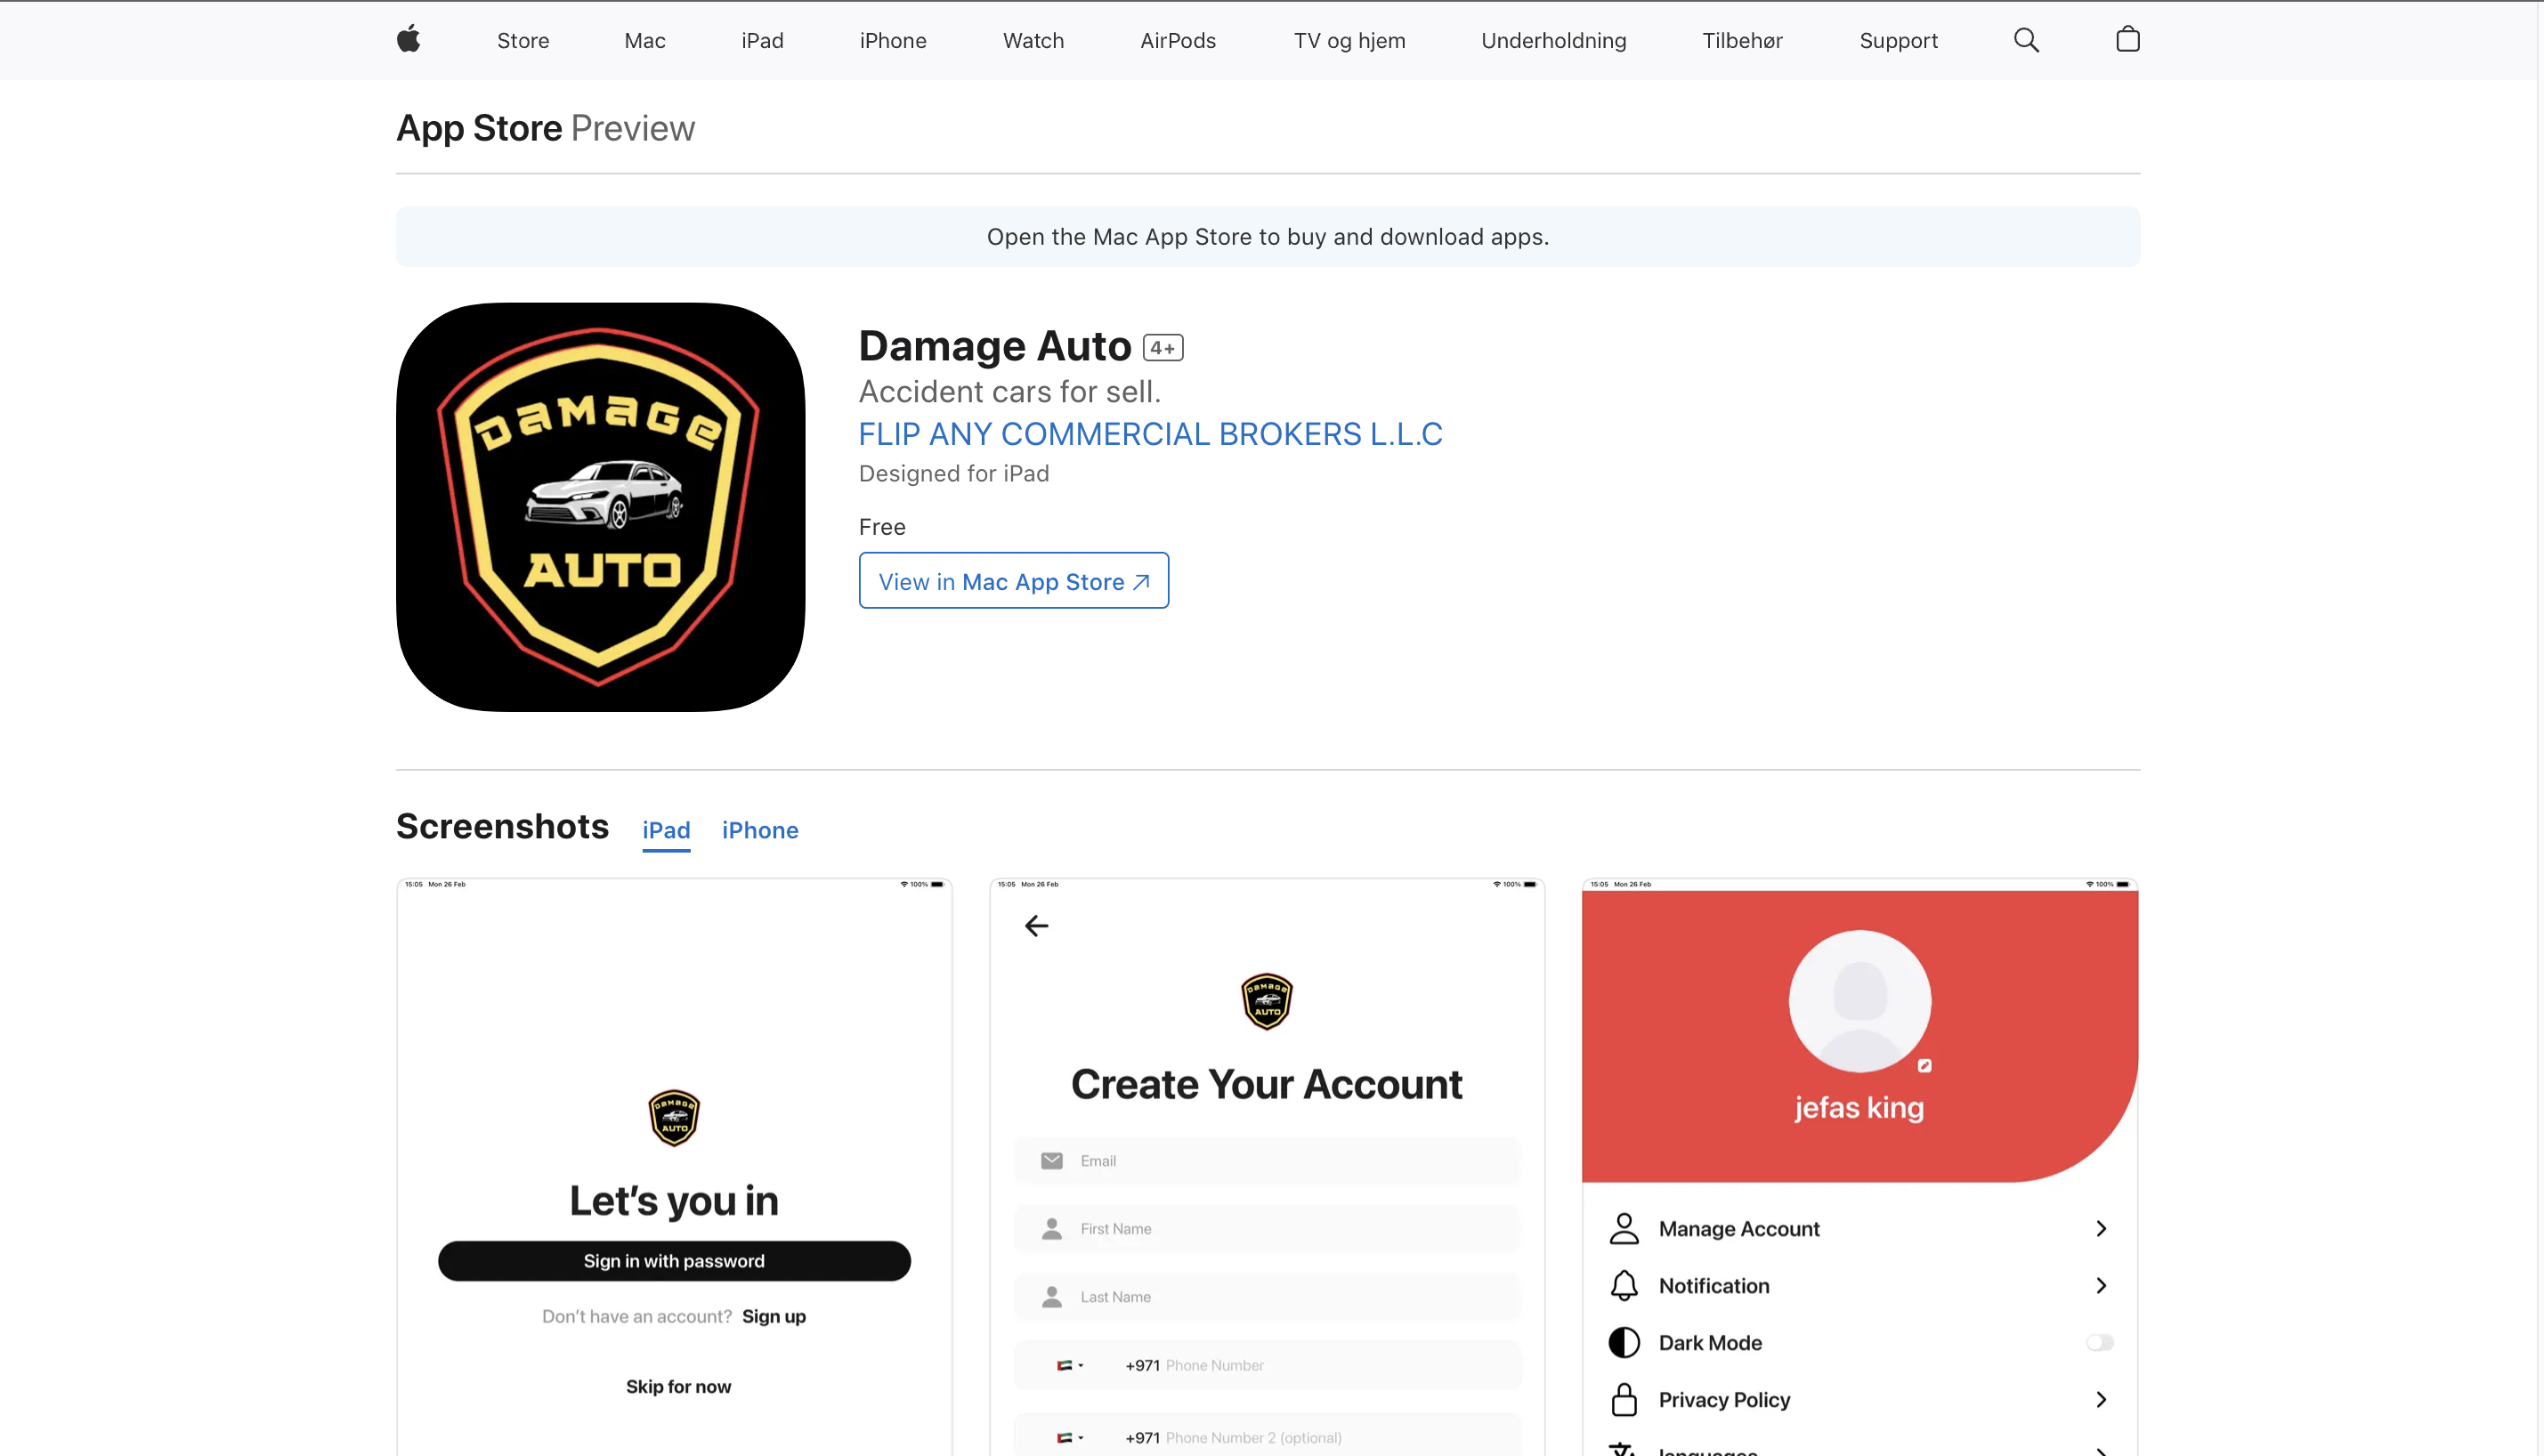 Store Mac iPad iPhone Watch AirPods TV og hjem Underholdning Tilbehør Support
App Store Preview
Open the Mac App Store to buy and download apps.
DAMAGE
AUTO
Damage Auto 4+
Accident cars for sell.
FLIP ANY COMMERCIAL BROKERS L.L.C
Designed for iPad
Free
View in Mac App Store
Screenshots iPad iPhone
15:05 Mon 26 Feb 100%
DAMAGE
AUTO
Let's you in
Sign in with password
Don't have an account? Sign up
Skip for now
15:05 Mon 26 Feb 100%
DAMAGE
AUTO
Create Your Account
Email
First Name
Last Name
+971 Phone Number
+971 Phone Number 2 (optional)
15:05 Mon 26 Feb 100%
jefas king
Manage Account
Notification
Dark Mode
Privacy Policy
languages